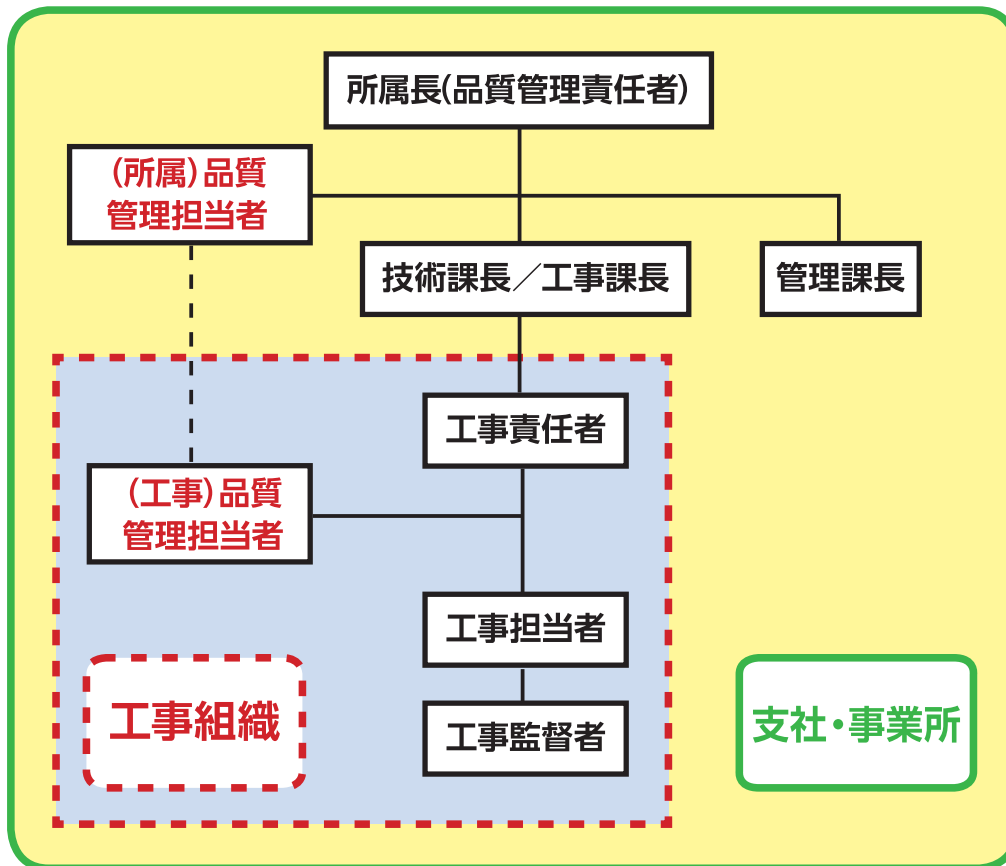 所属長(品質管理責任者)
(所属)品質
管理担当者
技術課長／工事課長
管理課長
工事責任者
(工事)品質
管理担当者
工事担当者
工事監督者
工事組織
支社・事業所